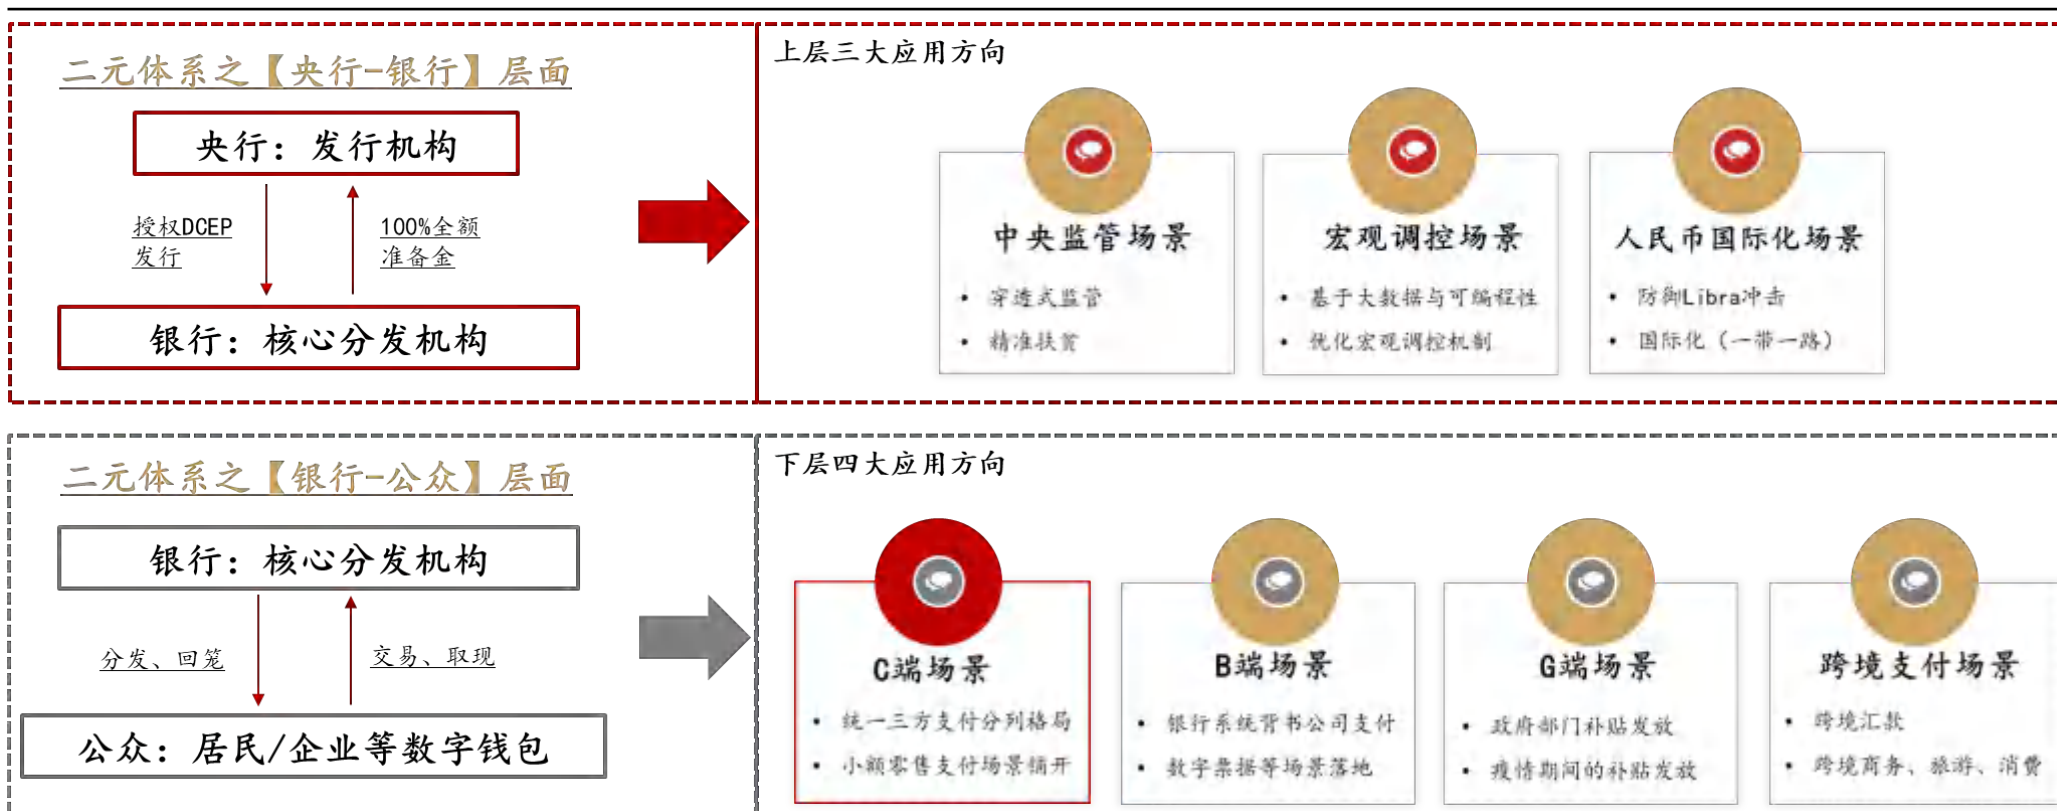 二元体系之【央行-银行】层面
央行：发行机构
授权DCEP
发行
100%全额
准备金
银行：核心分发机构
上层三大应用方向
中央监管场景
• 穿透式监管
• 精准扶贫
宏观调控场景
• 基于大数据与可编程性
• 优化宏观调控机制
人民币国际化场景
• 防御Libra冲击
• 国际化（一带一路）
二元体系之【银行-公众】层面
银行：核心分发机构
分发、回笼
交易、取现
公众：居民/企业等数字钱包
下层四大应用方向
C端场景
• 统一三方支付分列格局
• 小额零售支付场景铺开
B端场景
• 银行系统背书公司支付
• 数字票据等场景落地
G端场景
• 政府部门补贴发放
• 疫情期间的补贴发放
跨境支付场景
• 跨境汇款
• 跨境商务、旅游、消费